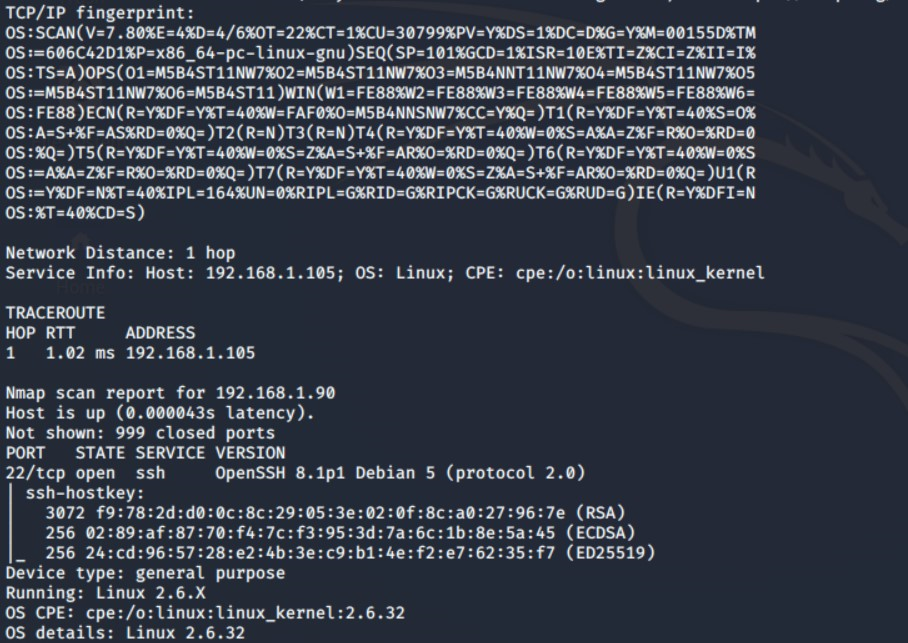 TCP/IP fingerprint:
OS:SCAN(V=7.80%E=4%D=4/6%OT=22%CT=1%CU=30799%PV=Y%DS=1%DC=D%G=Y%M=00155D%TM
OS:=606C42D1%P=x86_64-pc-linux-gnu)SEQ(SP=101%GCD=1%ISR=10E%TI=Z%CI=Z%II=I%
OS:TS=A)OPS(O1=M5B4ST11NW7%O2=M5B4ST11NW7%O3=M5B4NNT11NW7%O4=M5B4ST11NW7%O5
OS:=M5B4ST11NW7%O6=M5B4ST11)WIN(W1=FE88%W2=FE88%W3=FE88%W4=FE88%W5=FE88%W6=
OS:FE88)ECN(R=Y%DF=Y%T=40%W=FAF0%O=M5B4NNSNW7%CC=Y%Q=)T1(R=Y%DF=Y%T=40%S=O%
OS:A=S+%F=AS%RD=0%Q=)T2(R=N)T3(R=N)T4(R=Y%DF=Y%T=40%W=0%S=A%A=Z%F=R%O=%RD=0
OS:%Q=)T5(R=Y%DF=Y%T=40%W=0%S=Z%A=S+%F=AR%O=%RD=0%Q=)T6(R=Y%DF=Y%T=40%W=0%S
OS:=A%A=Z%F=R%O=%RD=0%Q=)T7(R=Y%DF=Y%T=40%W=0%S=Z%A=S+%F=AR%O=%RD=0%Q=)U1(R
OS:=Y%DF=N%T=40%IPL=164%UN=0%RIPL=G%RID=G%RIPCK=G%RUCK=G%RUD=G)IE(R=Y%DFI=N
OS:%T=40%CD=S)
Network Distance: 1 hop
Service Info: Host: 192.168.1.105; OS: Linux; CPE: cpe:/o:linux:linux_kernel
Home
TRACEROUTE
HOP RTT     ADDRESS
1   1.02 ms 192.168.1.105
Nmap scan report for 192.168.1.90
Host is up (0.000043s latency).
Not shown: 999 closed ports
PORT   STATE SERVICE VERSION
22/tcp open  ssh     OpenSSH 8.1p1 Debian 5 (protocol 2.0)
| ssh-hostkey:
|   3072 f9:78:2d:d0:0c:8c:29:05:3e:02:0f:8c:a0:27:96:7e (RSA)
|   256 02:89:af:87:70:f4:7c:f3:95:3d:7a:6c:1b:8e:5a:45 (ECDSA)
|_  256 24:cd:96:57:28:e2:4b:3e:c9:b1:4e:f2:e7:62:35:f7 (ED25519)
Device type: general purpose
Running: Linux 2.6.X
OS CPE: cpe:/o:linux:linux_kernel:2.6.32
OS details: Linux 2.6.32